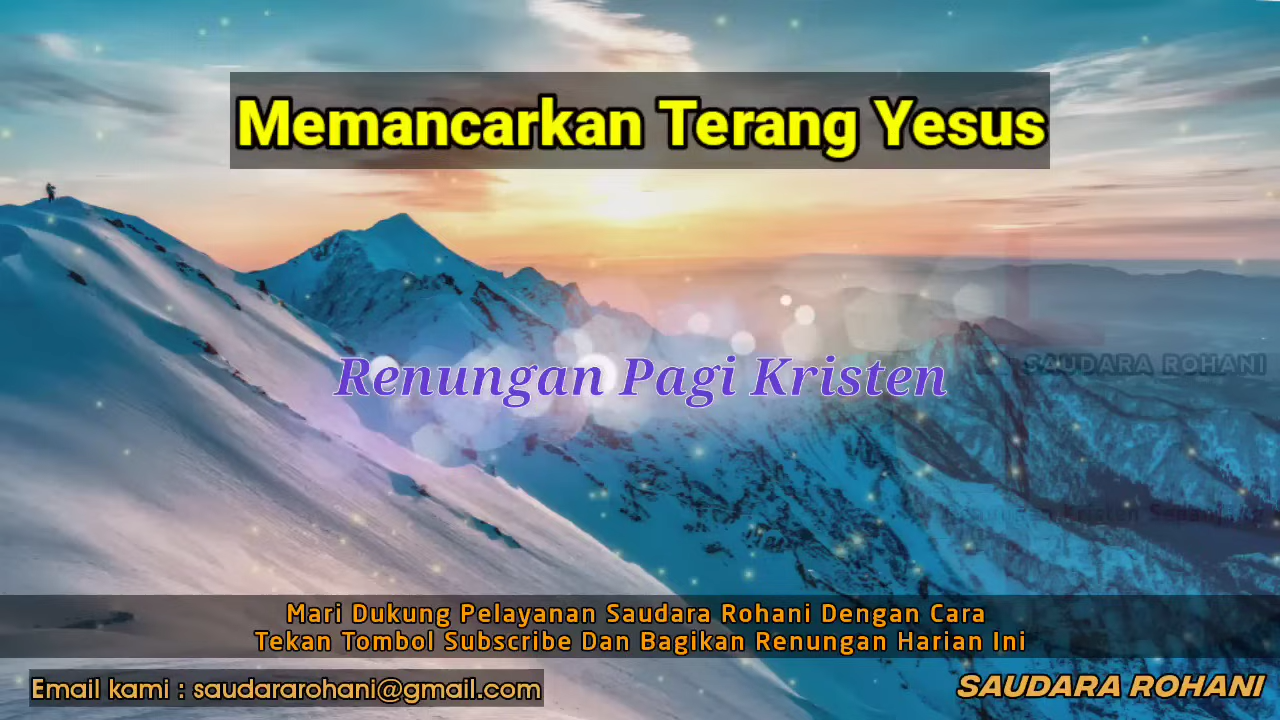 Memancarkan Terang Yesus
Renungan Pagi Kristen
SAUDARA ROHANI
Mari Dukung Pelayanan Saudara Rohani Dengan Cara
Tekan Tombol Subscribe Dan Bagikan Renungan Harian Ini
Email kami : saudararohani@gmail.com
SAUDARA ROHANI